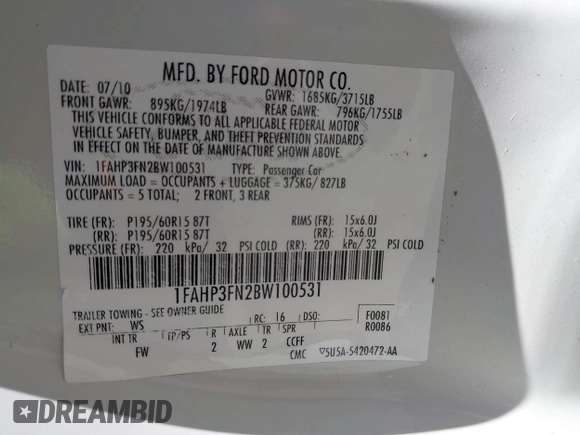 MFD. BY FORD MOTOR CO.
DATE: 07/10 GVWR: 1685KG/3715LB
FRONT GAWR: 895KG/1974LB REAR GAWR: 796KG/1755LB
THIS VEHICLE CONFORMS TO ALL APPLICABLE FEDERAL MOTOR
VEHICLE SAFETY, BUMPER, AND THEFT PREVENTION STANDARDS
IN EFFECT ON THE DATE OF MANUFACTURE SHOWN ABOVE.
VIN: 1FAHP3FN2BW100531 TYPE: Passenger Car
MAXIMUM LOAD = OCCUPANTS + LUGGAGE = 375KG/ 827LB
OCCUPANTS = 5 TOTAL: 2 FRONT, 3 REAR
TIRE (FR): P195/60R15 87T RIMS (FR): 15x6.0J
(RR): P195/60R15 87T (RR): 15x6.0J
PRESSURE (FR): 220 kPa/ 32 PSI COLD (RR): 220 kPa/ 32 PSI COLD
1FAHP3FN2BW100531
TRAILER TOWING - SEE OWNER GUIDE
EXT PNT: WS RC: 16 DSO: F0081
R0086
INT TR TP/PS R AXLE TR SPR
FW 2 WW 2 CCFF
CMC 5U5A-5420472-AA
DREAMBID